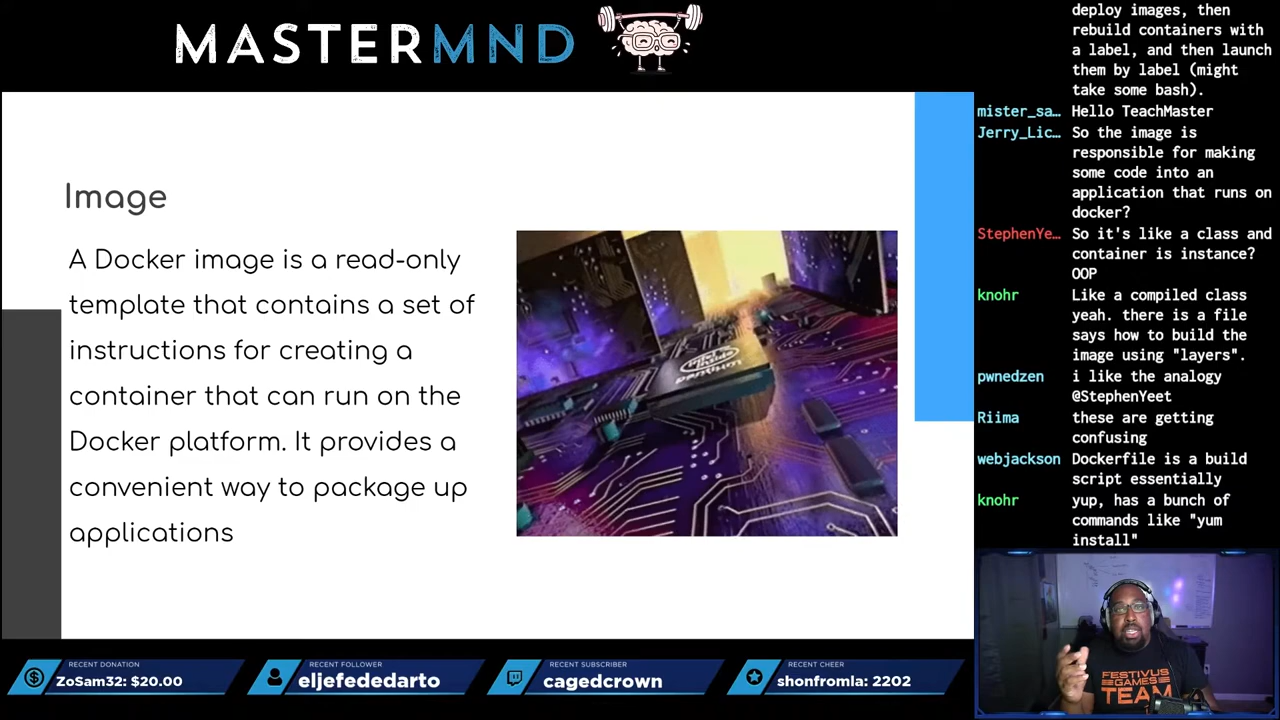 MASTERMND
Image
A Docker image is a read-only
template that contains a set of
instructions for creating a
container that can run on the
Docker platform. It provides a
convenient way to package up
applications
intel
inside
pentium
deploy images, then
rebuild containers with
a label, and then launch
them by label (might
take some bash).
mister_sa… Hello TeachMaster
Jerry_Lic… So the image is
responsible for making
some code into an
application that runs on
docker?
StephenYe… So it's like a class and
container is instance?
OOP
knohr Like a compiled class
yeah. there is a file
says how to build the
image using "layers".
pwnedzen i like the analogy
@StephenYeet
Riima these are getting
confusing
webjackson Dockerfile is a build
script essentially
knohr yup, has a bunch of
commands like "yum
install"
FESTIVUS
GAMES
TEAM
RECENT DONATION
ZoSam32: $20.00
RECENT FOLLOWER
eljefededarto
RECENT SUBSCRIBER
cagedcrown
RECENT CHEER
shonfromla: 2202